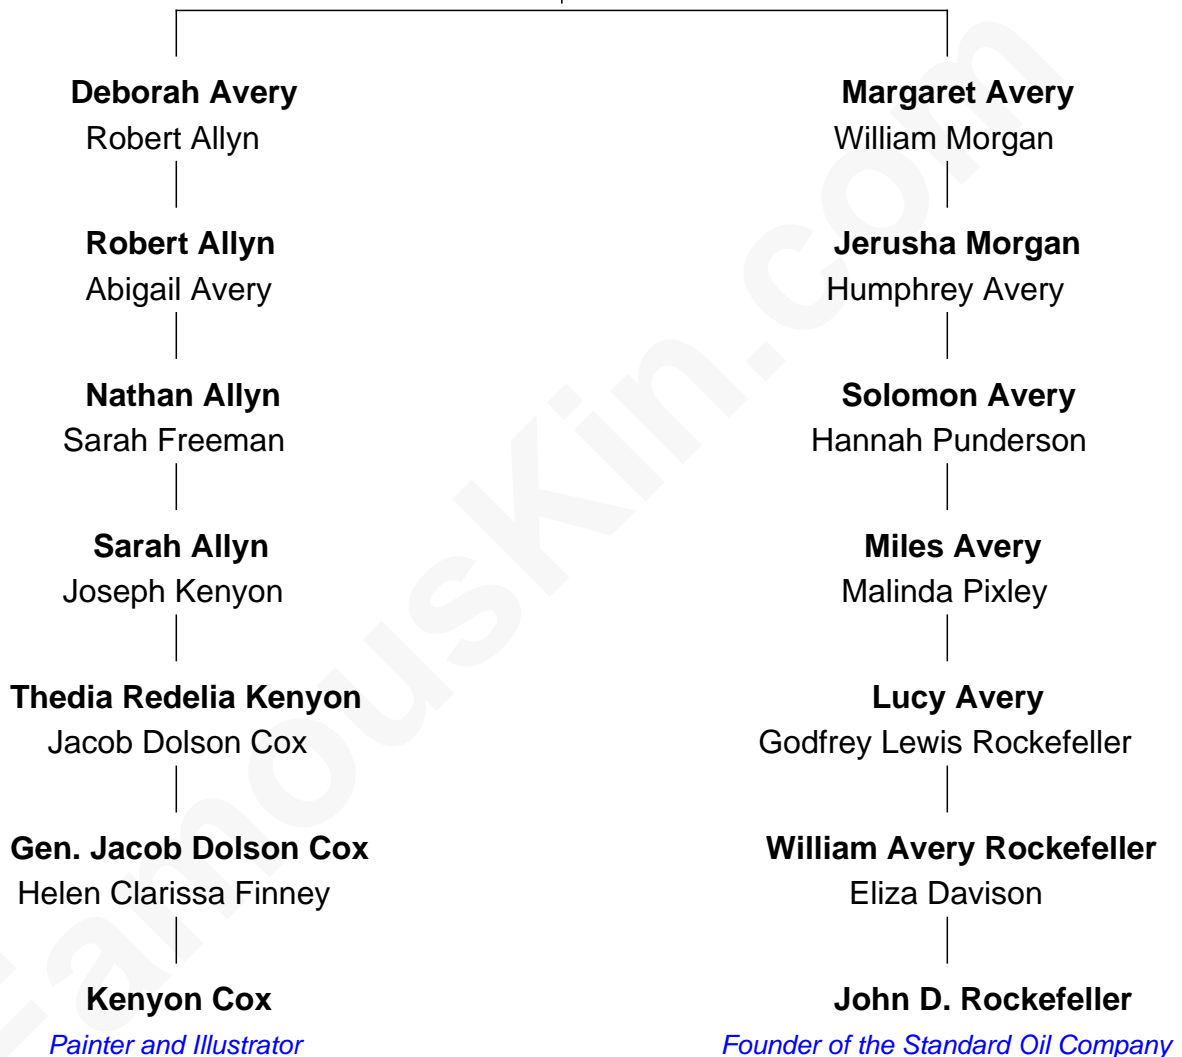 Deborah Avery
Robert Allyn
Robert Allyn
Abigail Avery
Nathan Allyn
Sarah Freeman
Sarah Allyn
Joseph Kenyon
Thedia Redelia Kenyon
Jacob Dolson Cox
Gen. Jacob Dolson Cox
Helen Clarissa Finney
Kenyon Cox
Painter and Illustrator
Margaret Avery
William Morgan
Jerusha Morgan
Humphrey Avery
Solomon Avery
Hannah Punderson
Miles Avery
Malinda Pixley
Lucy Avery
Godfrey Lewis Rockefeller
William Avery Rockefeller
Eliza Davison
John D. Rockefeller
Founder of the Standard Oil Company
FamousKin.com